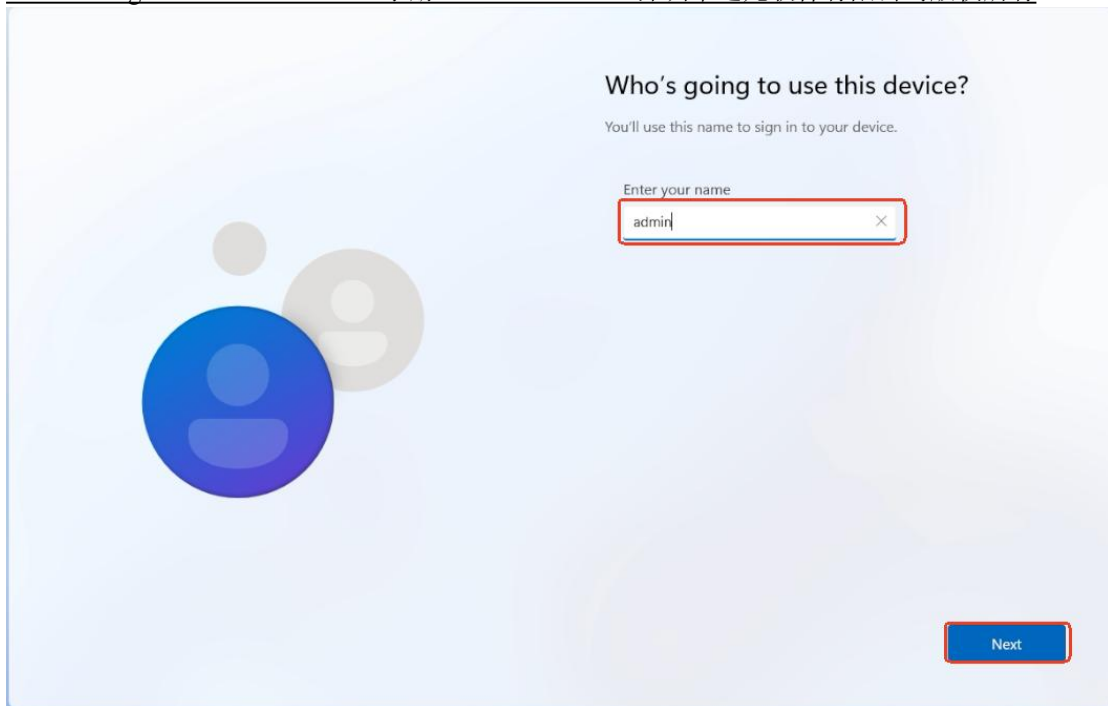 Who's going to use this device?
You'll use this name to sign in to your device.
Enter your name
admin
Next